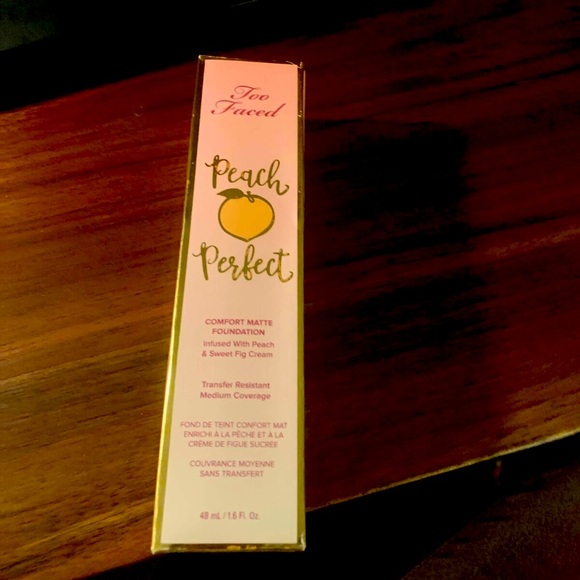 Too
Faced
Peach
Perfect
COMFORT MATTE
FOUNDATION
Infused With Peach
& Sweet Fig Cream
Transfer Resistant
Medium Coverage
FOND DE TEINT CONFORT MAT
ENRICHI À LA PÊCHE ET À LA
CRÈME DE FIGUE SUCRÉE
COUVRANCE MOYENNE
SANS TRANSFERT
48 mL / 1.6 Fl. Oz.